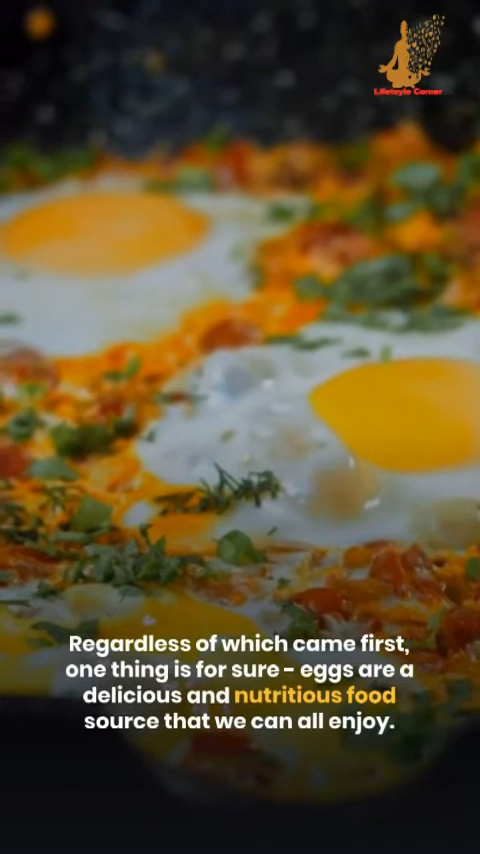 Lifetsyle Corner
Regardless of which came first,
one thing is for sure - eggs are a
delicious and nutritious food
source that we can all enjoy.